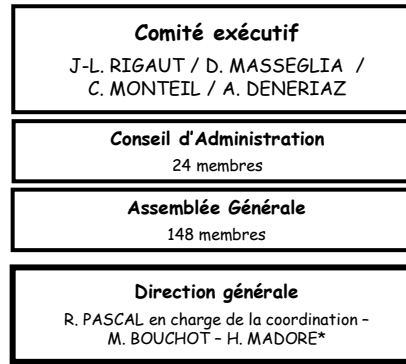 Comité exécutif
J-L. RIGAUT / D. MASSEGLIA /
C. MONTEIL / A. DENERIAZ
Conseil d'Administration
24 membres
Assemblée Générale
148 membres
Direction générale
R. PASCAL en charge de la coordination –
M. BOUCHOT – H. MADORE*